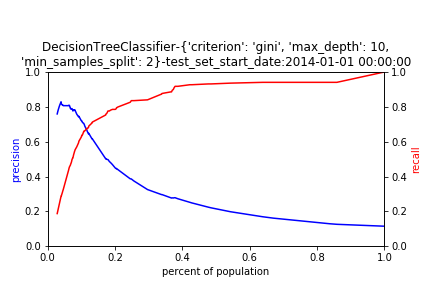 DecisionTreeClassifier-{'criterion': 'gini', 'max_depth': 10,
'min_samples_split': 2}-test_set_start_date:2014-01-01 00:00:00
1.0 1.0
0.8 0.8
0.6 0.6
precision recall
0.4 0.4
0.2 0.2
0.0 0.0
0.0 0.2 0.4 0.6 0.8 1.0
percent of population